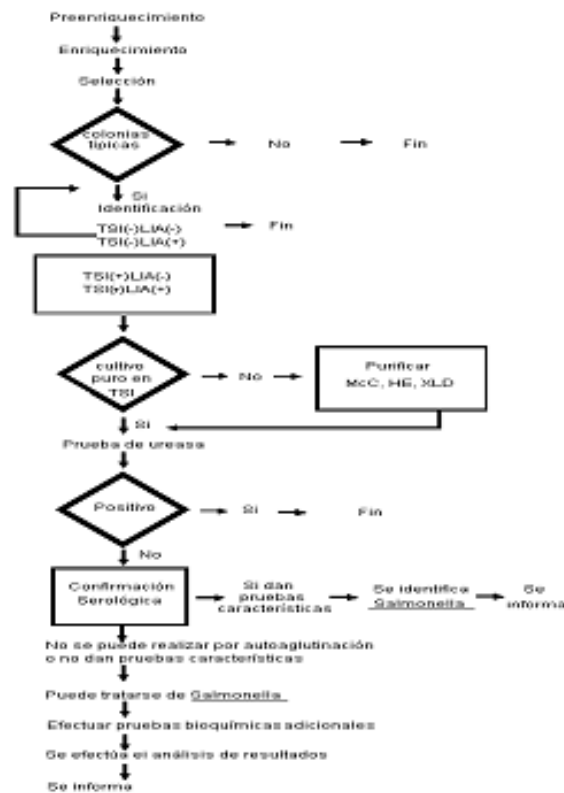 Preenriquecimiento
Enriquecimiento
Selección
colonias
típicas
No
Fin
Si
Identificación
TSI(-)LIA(-)
TSI(-)LIA(+)
Fin
TSI(+)LIA(-)
TSI(+)LIA(+)
cultivo
puro en
TSI
No
Purificar
McC, HE, XLD
Si
Prueba de ureasa
Positivo
Si
Fin
No
Confirmación
Serológica
Si dan
pruebas
características
Se identifica
Salmonella
Se
informa
No se puede realizar por autoaglutinación
o no dan pruebas características
Puede tratarse de Salmonella
Efectuar pruebas bioquímicas adicionales
Se efectúa el análisis de resultados
Se informa